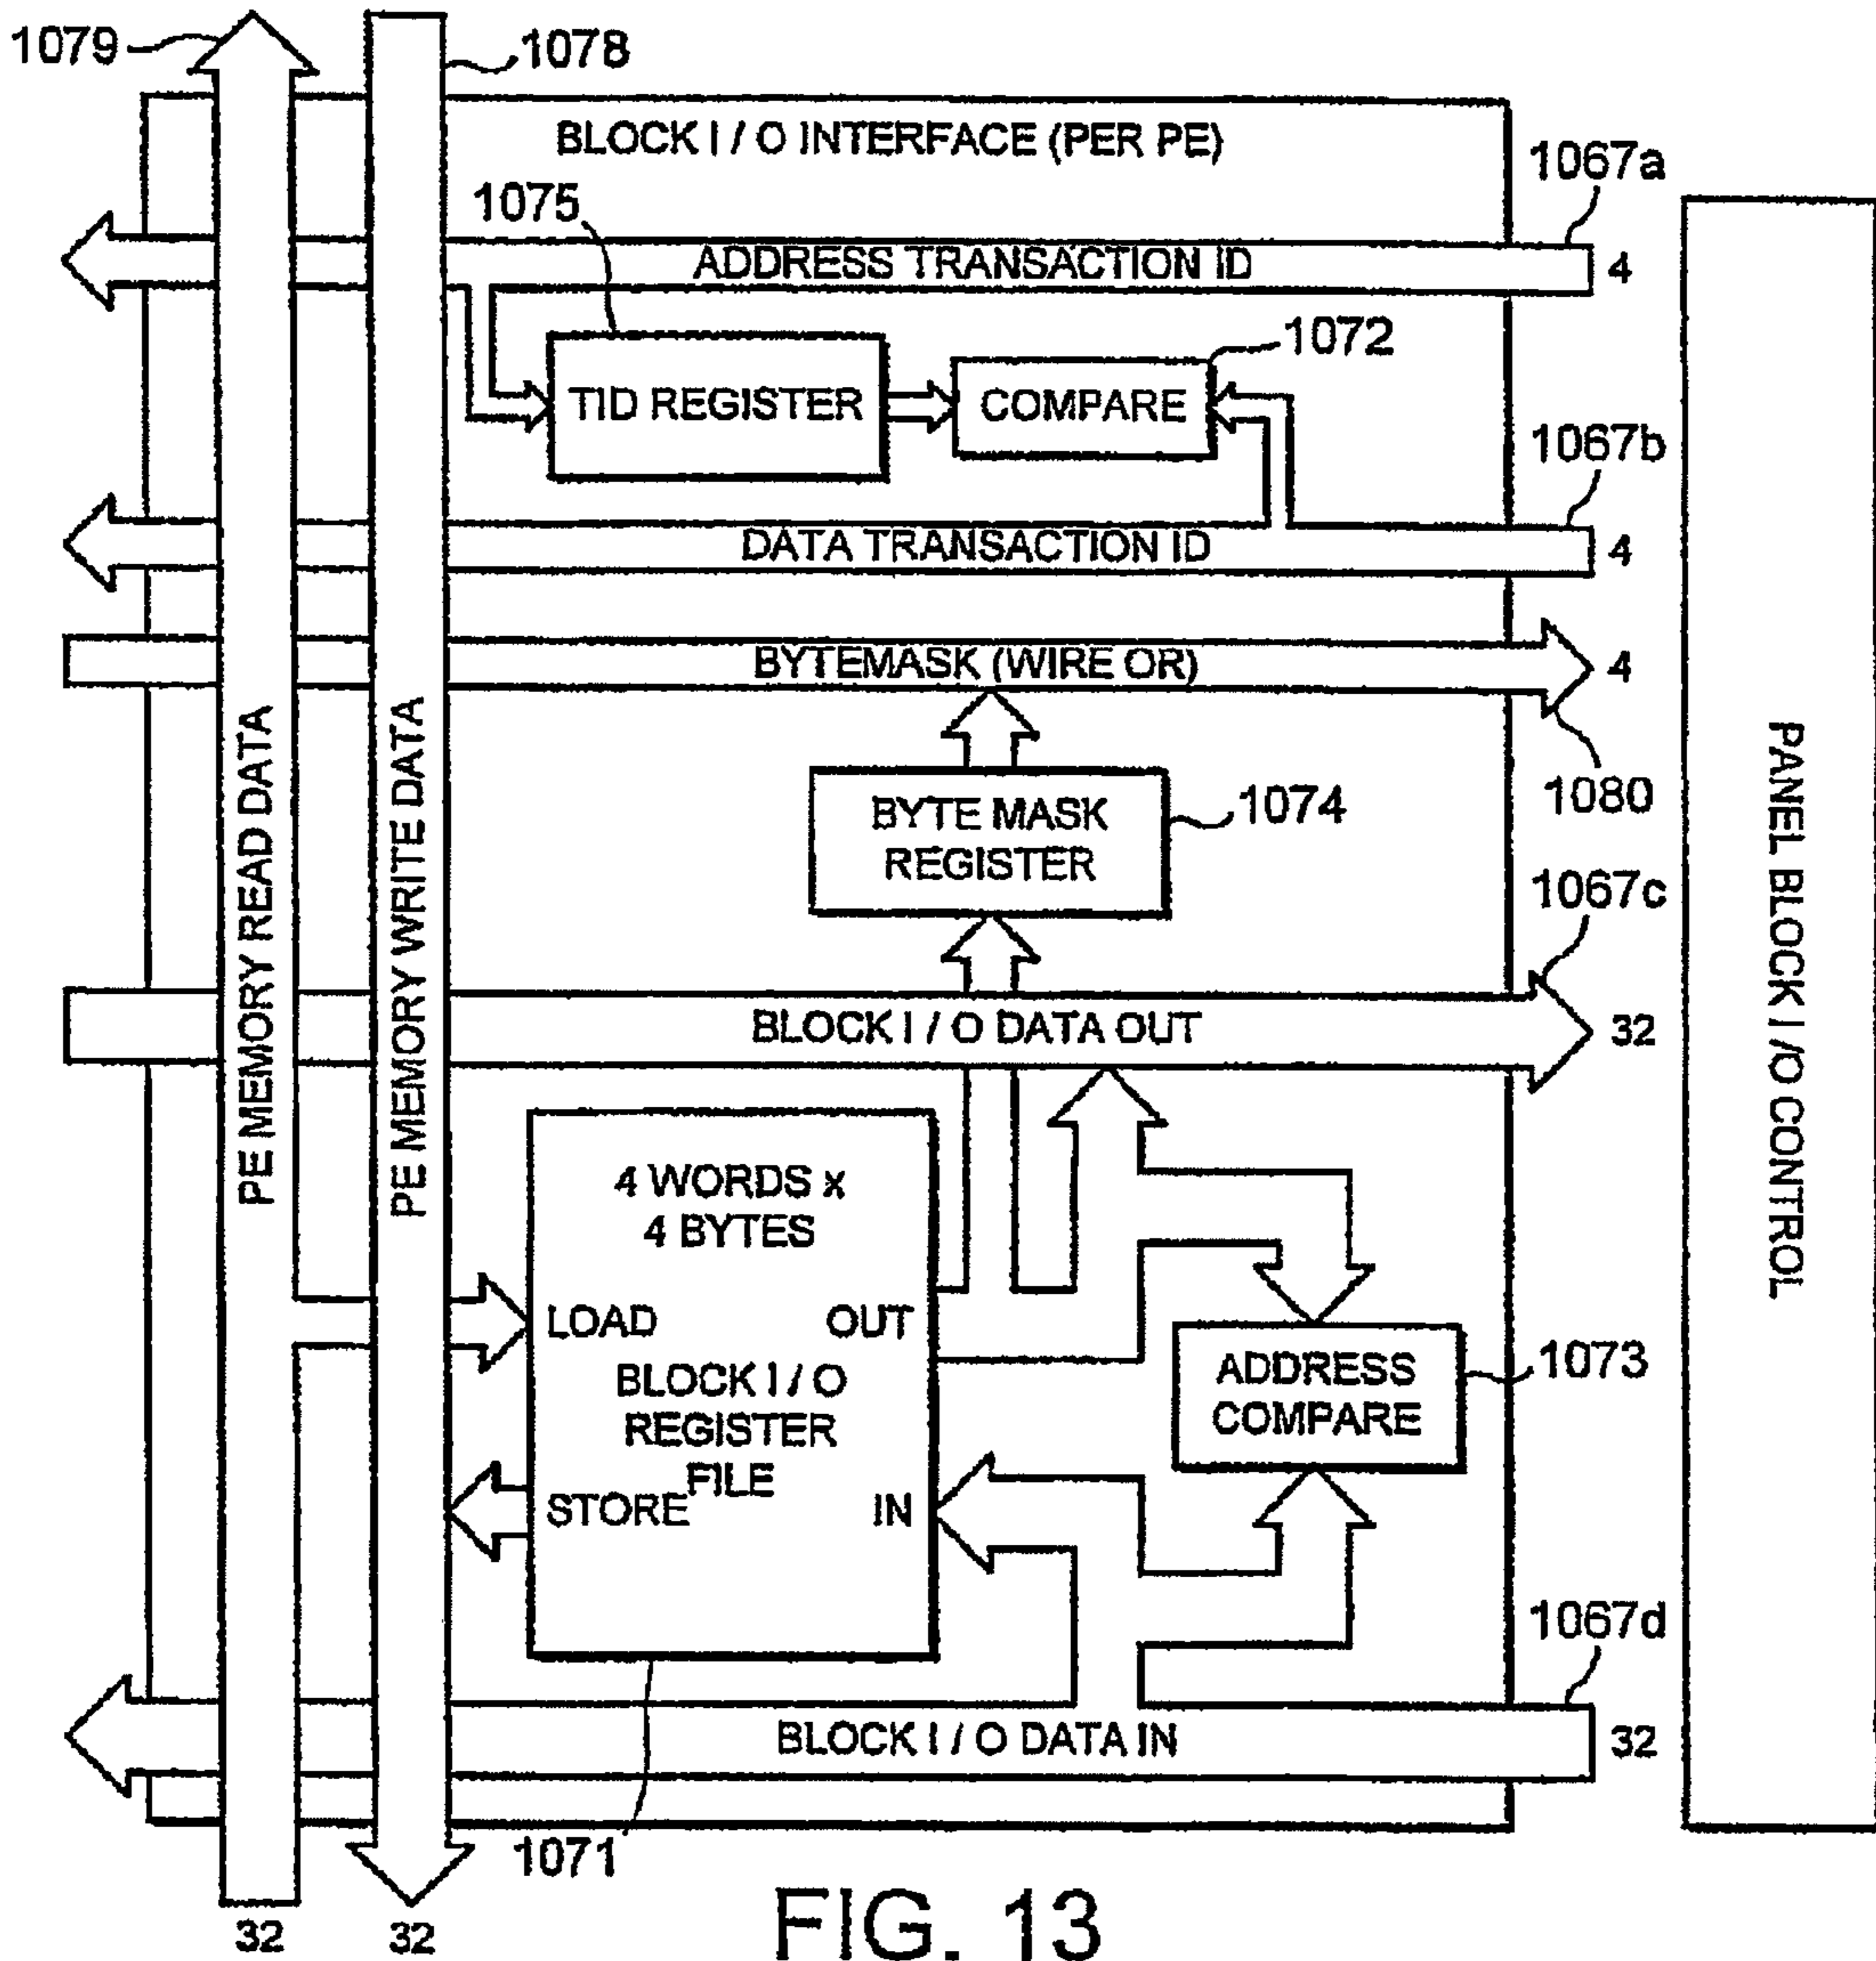 1079
1078
BLOCK I / O INTERFACE (PER PE)
1067a
1075
ADDRESS TRANSACTION ID
4
1072
TID REGISTER
COMPARE
1067b
DATA TRANSACTION ID
4
BYTEMASK (WIRE OR)
4
1080
PE MEMORY READ DATA
PE MEMORY WRITE DATA
BYTE MASK
REGISTER
1074
1067c
BLOCK I / O DATA OUT
32
PANEL BLOCK I /O CONTROL
4 WORDS x
4 BYTES
LOAD
OUT
BLOCK I / O
REGISTER
FILE
STORE
IN
ADDRESS
COMPARE
1073
1067d
BLOCK I / O DATA IN
32
1071
32
32
FIG. 13